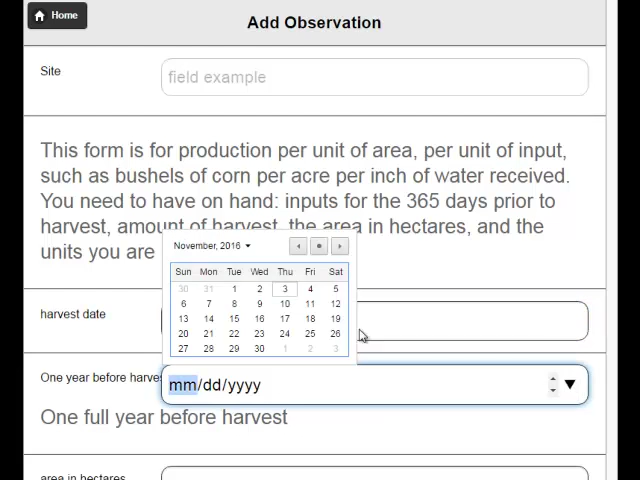 Home
Add Observation
Site
field example
This form is for production per unit of area, per unit of input,
such as bushels of corn per acre per inch of water received.
You need to have on hand: inputs for the 365 days prior to
harvest, amount of harvest, the area in hectares, and the
units you are
November, 2016
Sun Mon Tue Wed Thu Fri Sat
30 31 1 2 3 4 5
6 7 8 9 10 11 12
13 14 15 16 17 18 19
20 21 22 23 24 25 26
27 28 29 30 1 2 3
harvest date
One year before harves
mm/dd/yyyy
One full year before harvest
area in hectares